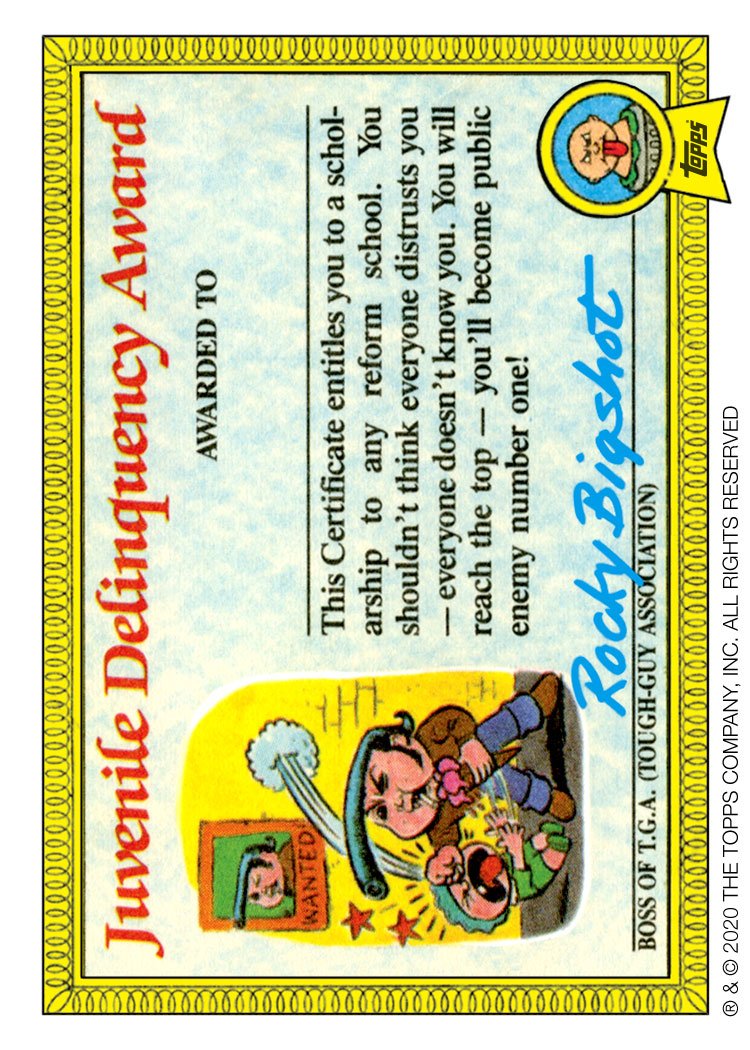 Juvenile Delinquency Award
AWARDED TO
This Certificate entitles you to a schol-
arship to any reform school. You
shouldn't think everyone distrusts you
— everyone doesn't know you. You will
reach the top — you'll become public
enemy number one!
WANTED
Rocky Bigshot
BOSS OF T.G.A. (TOUGH-GUY ASSOCIATION)
topps
® & © 2020 THE TOPPS COMPANY, INC. ALL RIGHTS RESERVED